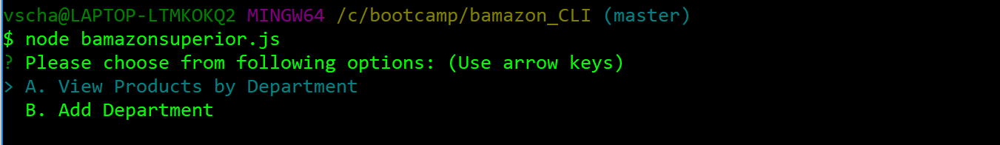 vscha@LAPTOP-LTMKOKQ2 MINGW64 /c/bootcamp/bamazon_CLI (master)
$ node bamazonsuperior.js
? Please choose from following options: (Use arrow keys)
> A. View Products by Department
  B. Add Department